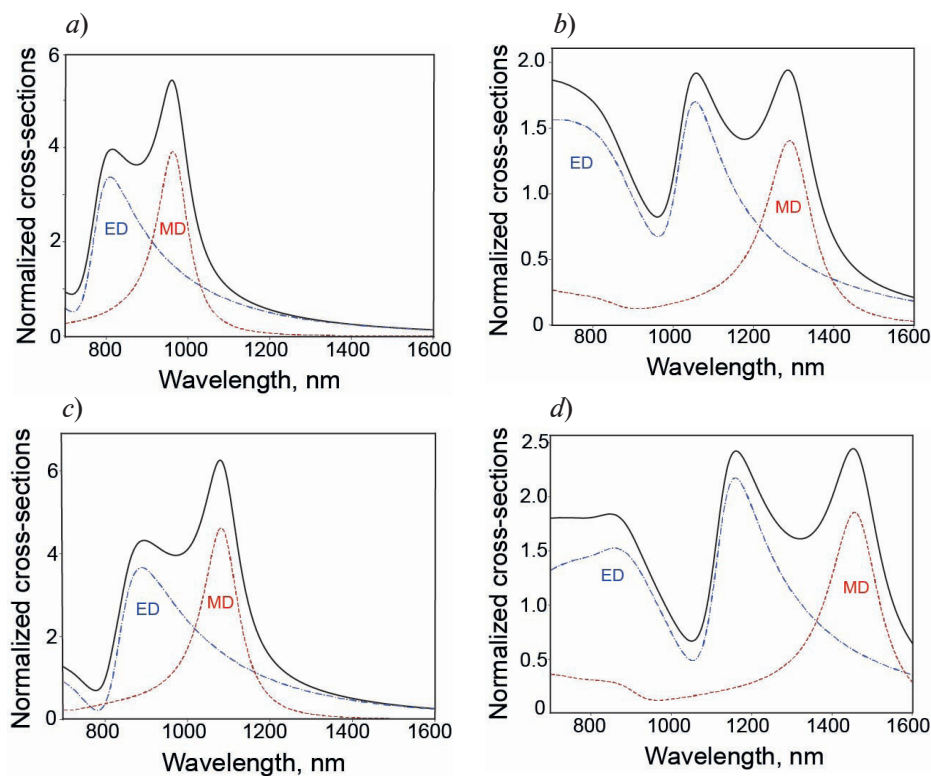 a)
Normalized cross-sections
6
4
2
0
ED
MD
800 1000 1200 1400 1600
Wavelength, nm
b)
Normalized cross-sections
2.0
1.5
1.0
0.5
0
ED
MD
800 1000 1200 1400 1600
Wavelength, nm
c)
Normalized cross-sections
6
4
2
0
ED
MD
800 1000 1200 1400 1600
Wavelength, nm
d)
Normalized cross-sections
2.5
2.0
1.5
1.0
0.5
0.0
ED
MD
800 1000 1200 1400 1600
Wavelength, nm